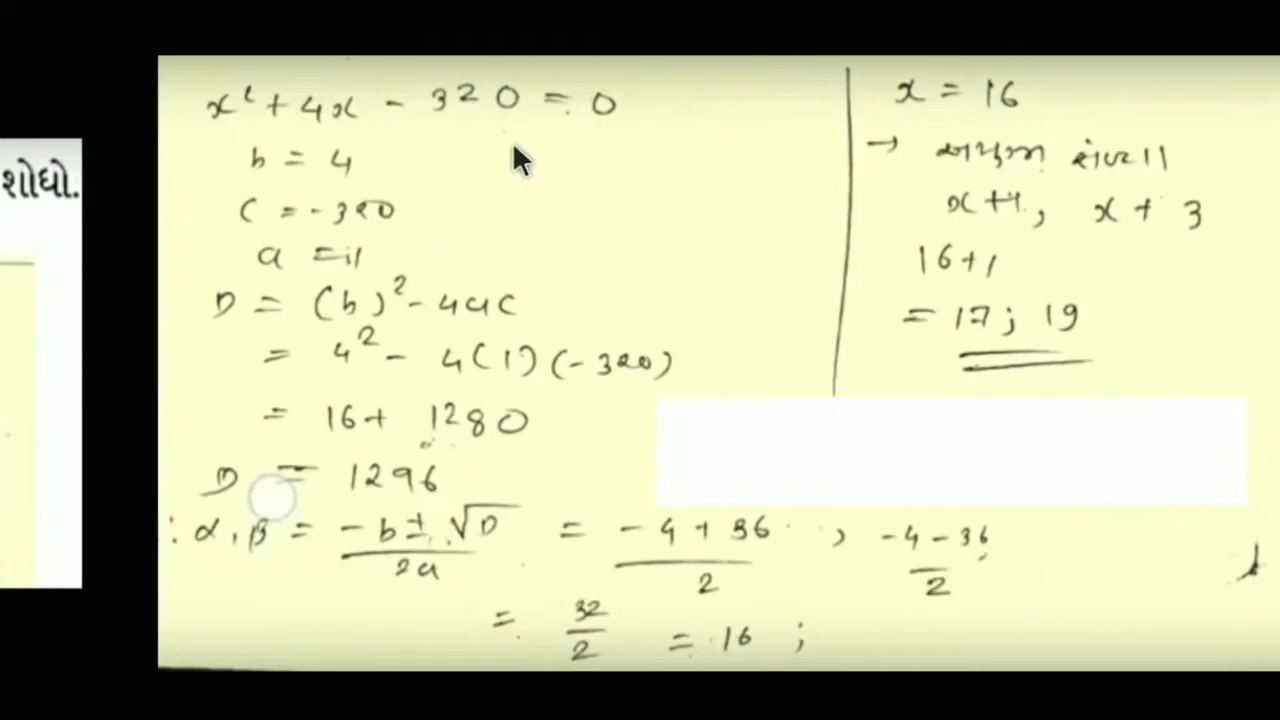 શોધો.
x² + 4x - 320 = 0
b = 4
c = -320
a = 1
D = (b)² - 4ac
= 4² - 4(1)(-320)
= 16 + 1280
D = 1296
∴ α, β = (-b ± √D)/2a = (-4 + 36)/2 , (-4 - 36)/2
= 32/2 = 16 ;
x = 16
→ અયુગ્મ સંખ્યા
x + 1, x + 3
16 + 1
= 17; 19